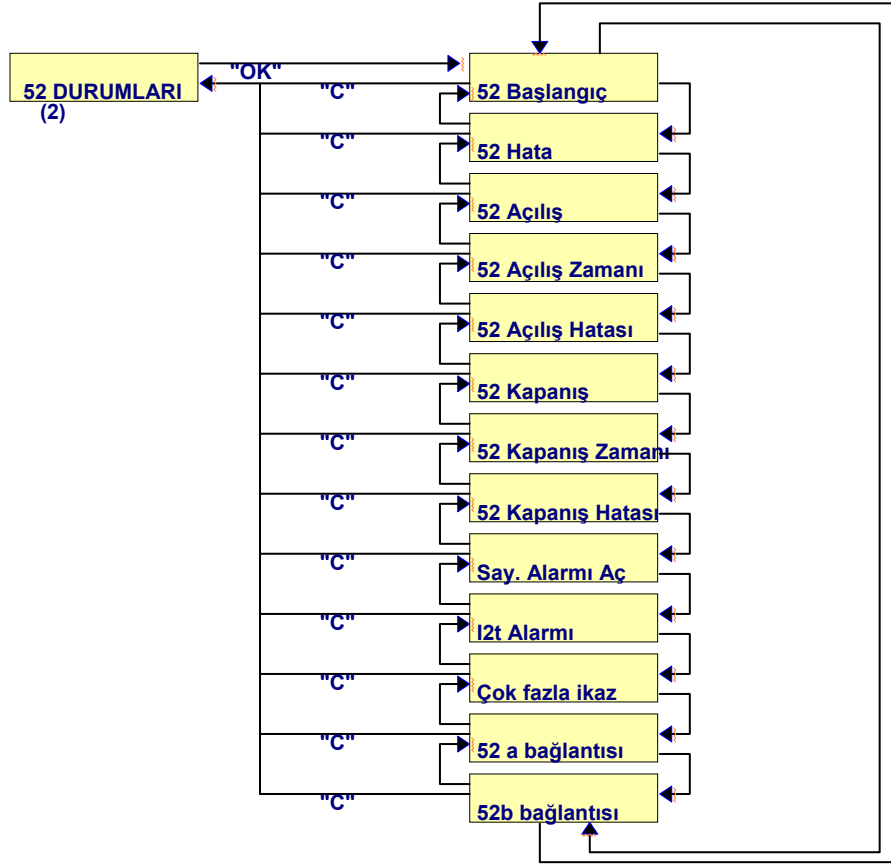 "OK"
52 DURUMLARI
(2)
"C"
52 Başlangıç
"C"
52 Hata
"C"
52 Açılış
"C"
52 Açılış Zamanı
"C"
52 Açılış Hatası
"C"
52 Kapanış
"C"
52 Kapanış Zamanı
"C"
52 Kapanış Hatası
"C"
Say. Alarmı Aç
"C"
I2t Alarmı
"C"
Çok fazla ikaz
"C"
52 a bağlantısı
"C"
52b bağlantısı